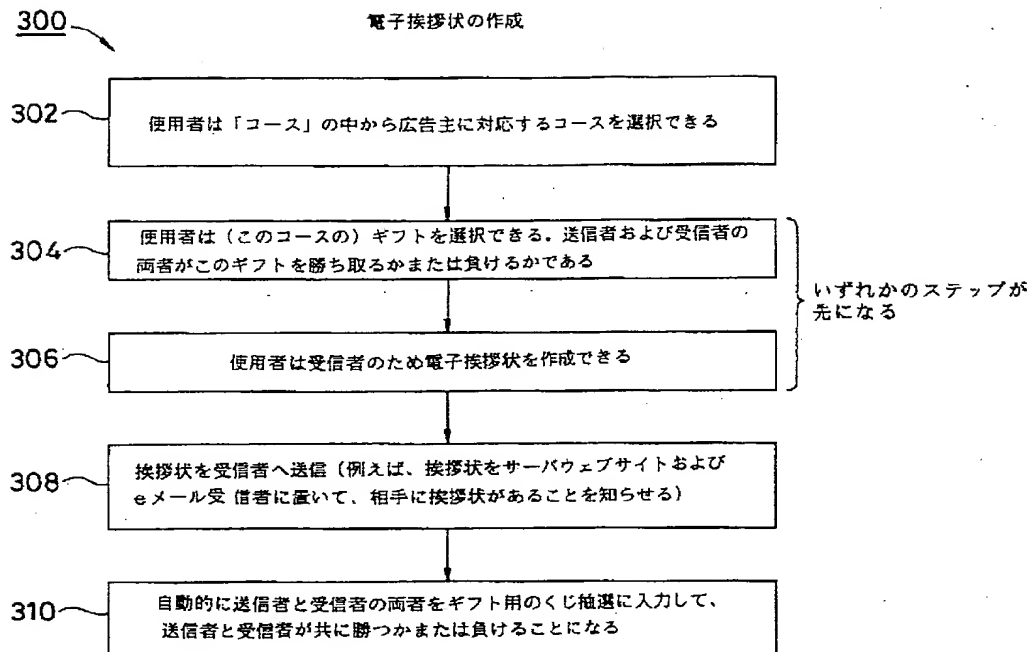 300
電子挨拶状の作成
302
使用者は「コース」の中から広告主に対応するコースを選択できる
304
使用者は(このコースの)ギフトを選択できる．送信者および受信者の
両者がこのギフトを勝ち取るかまたは負けるかである
いずれかのステップが
先になる
306
使用者は受信者のため電子挨拶状を作成できる
308
挨拶状を受信者へ送信(例えば、挨拶状をサーバウェブサイトおよび
eメール受信者に置いて、相手に挨拶状があることを知らせる)
310
自動的に送信者と受信者の両者をギフト用のくじ抽選に入力して、
送信者と受信者が共に勝つかまたは負けることになる